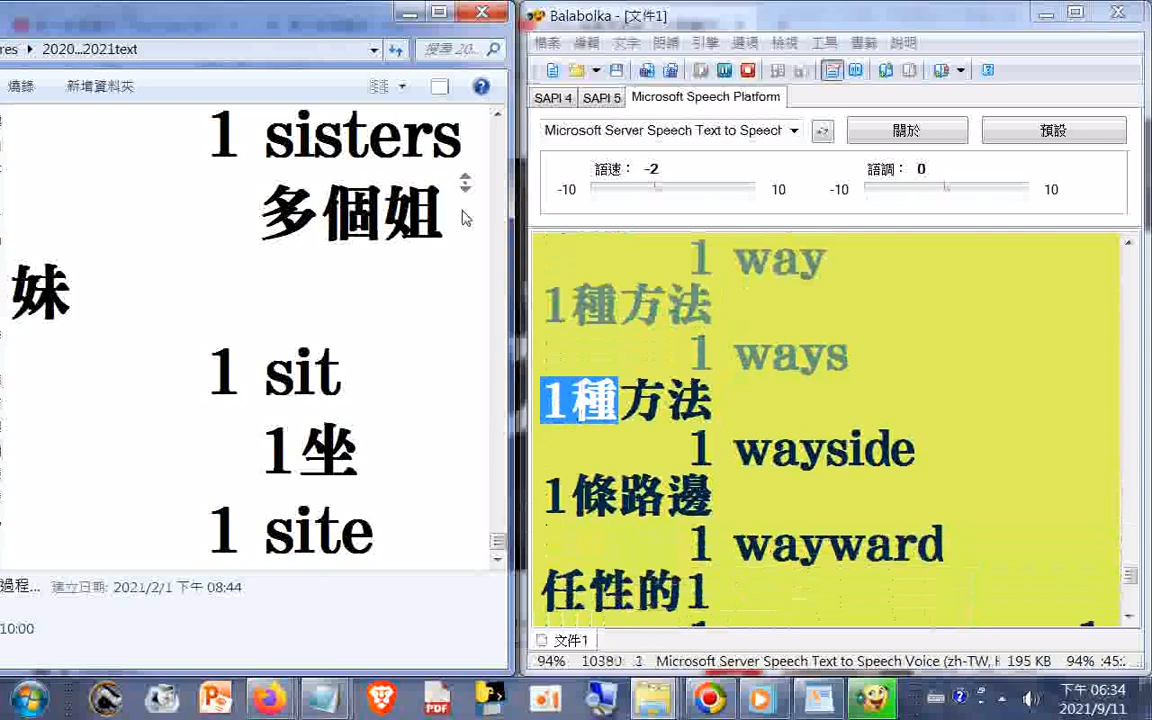 res ▸ 2020...2021text
搜尋 20...
燒錄 新增資料夾
1 sisters
多個姐
妹
1 sit
1坐
1 site
過程... 建立日期: 2021/2/1 下午 08:44
10:00
Balabolka - [文件1]
檔案 編輯 文字 朗讀 引擎 選項 檢視 工具 書籤 說明
SAPI 4 SAPI 5 Microsoft Speech Platform
Microsoft Server Speech Text to Speech 關於 預設
語速： -2 語調： 0
-10 10 -10 10
1 way
1種方法
1 ways
1種方法
1 wayside
1條路邊
1 wayward
任性的1
文件1
94% 10380 Microsoft Server Speech Text to Speech Voice (zh-TW, 195 KB 94%
PDF
下午 06:34
2021/9/11